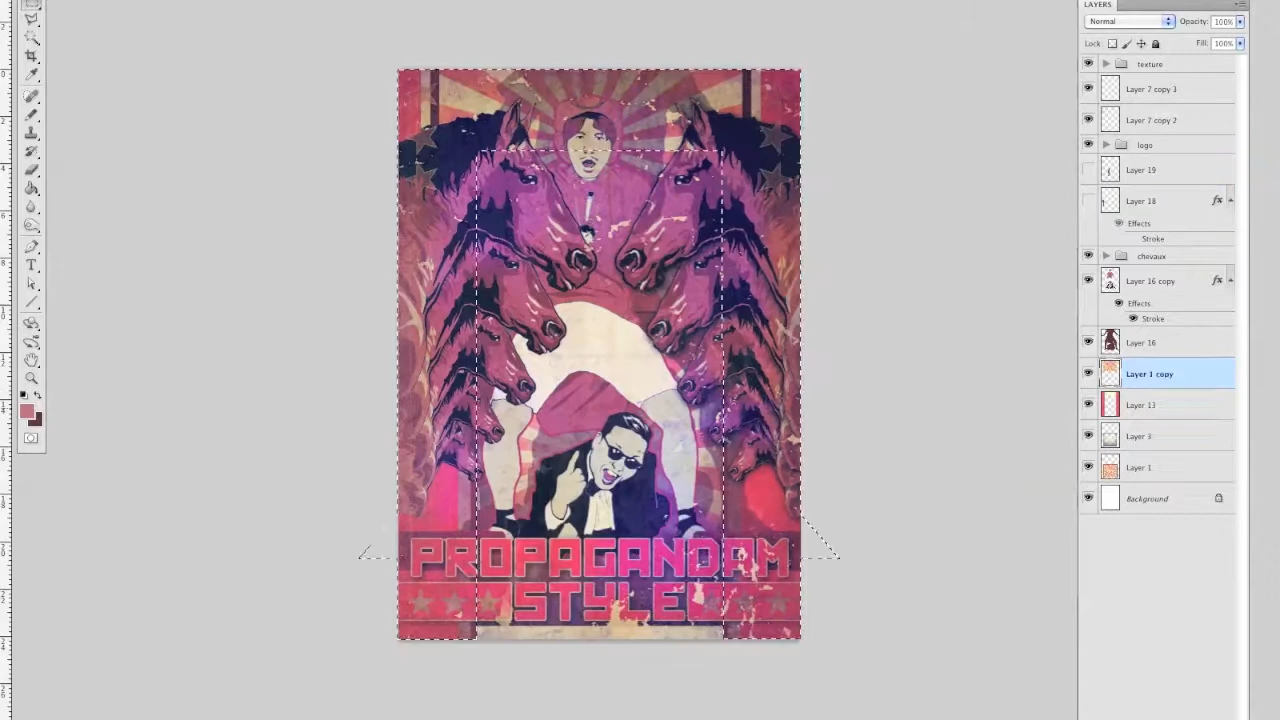 LAYERS
Normal
Opacity: 100%
Lock:
Fill: 100%
texture
Layer 7 copy 3
Layer 7 copy 2
logo
Layer 19
Layer 18
fx
Effects
Stroke
chevaux
Layer 16 copy
fx
Effects
Stroke
Layer 16
Layer 1 copy
Layer 13
Layer 3
Layer 1
Background
PROPAGANDAM
STYLE